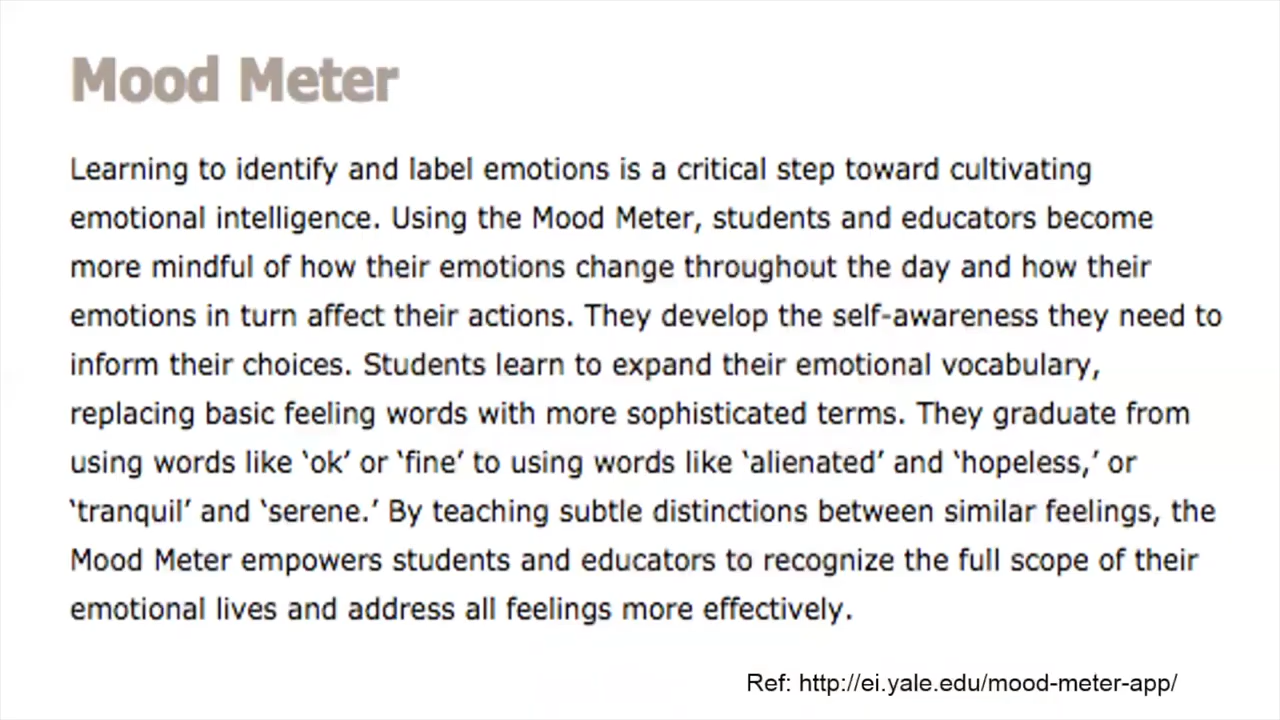 Mood Meter
Learning to identify and label emotions is a critical step toward cultivating
emotional intelligence. Using the Mood Meter, students and educators become
more mindful of how their emotions change throughout the day and how their
emotions in turn affect their actions. They develop the self-awareness they need to
inform their choices. Students learn to expand their emotional vocabulary,
replacing basic feeling words with more sophisticated terms. They graduate from
using words like ‘ok’ or ‘fine’ to using words like ‘alienated’ and ‘hopeless,’ or
‘tranquil’ and ‘serene.’ By teaching subtle distinctions between similar feelings, the
Mood Meter empowers students and educators to recognize the full scope of their
emotional lives and address all feelings more effectively.
Ref: http://ei.yale.edu/mood-meter-app/